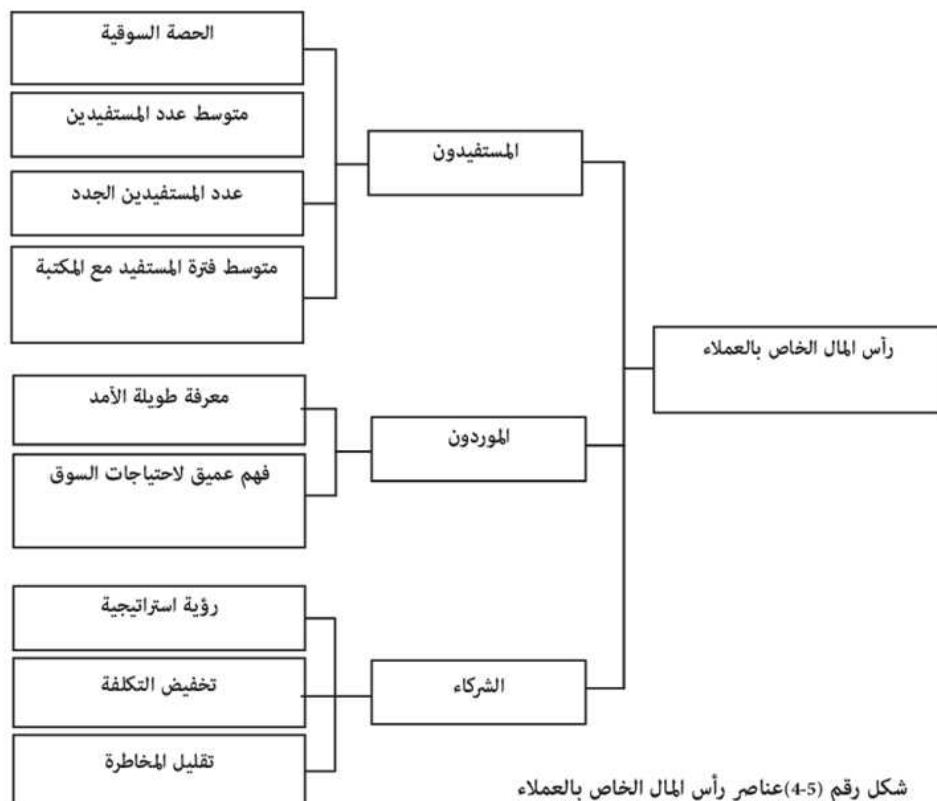 رأس المال الخاص بالعملاء
المستفيدون
الحصة السوقية
متوسط عدد المستفيدين
عدد المستفيدين الجدد
متوسط فترة المستفيد مع المكتبة
الموردون
معرفة طويلة الأمد
فهم عميق لاحتياجات السوق
الشركاء
رؤية استراتيجية
تخفيض التكلفة
تقليل المخاطرة
شكل رقم (4-5)عناصر رأس المال الخاص بالعملاء